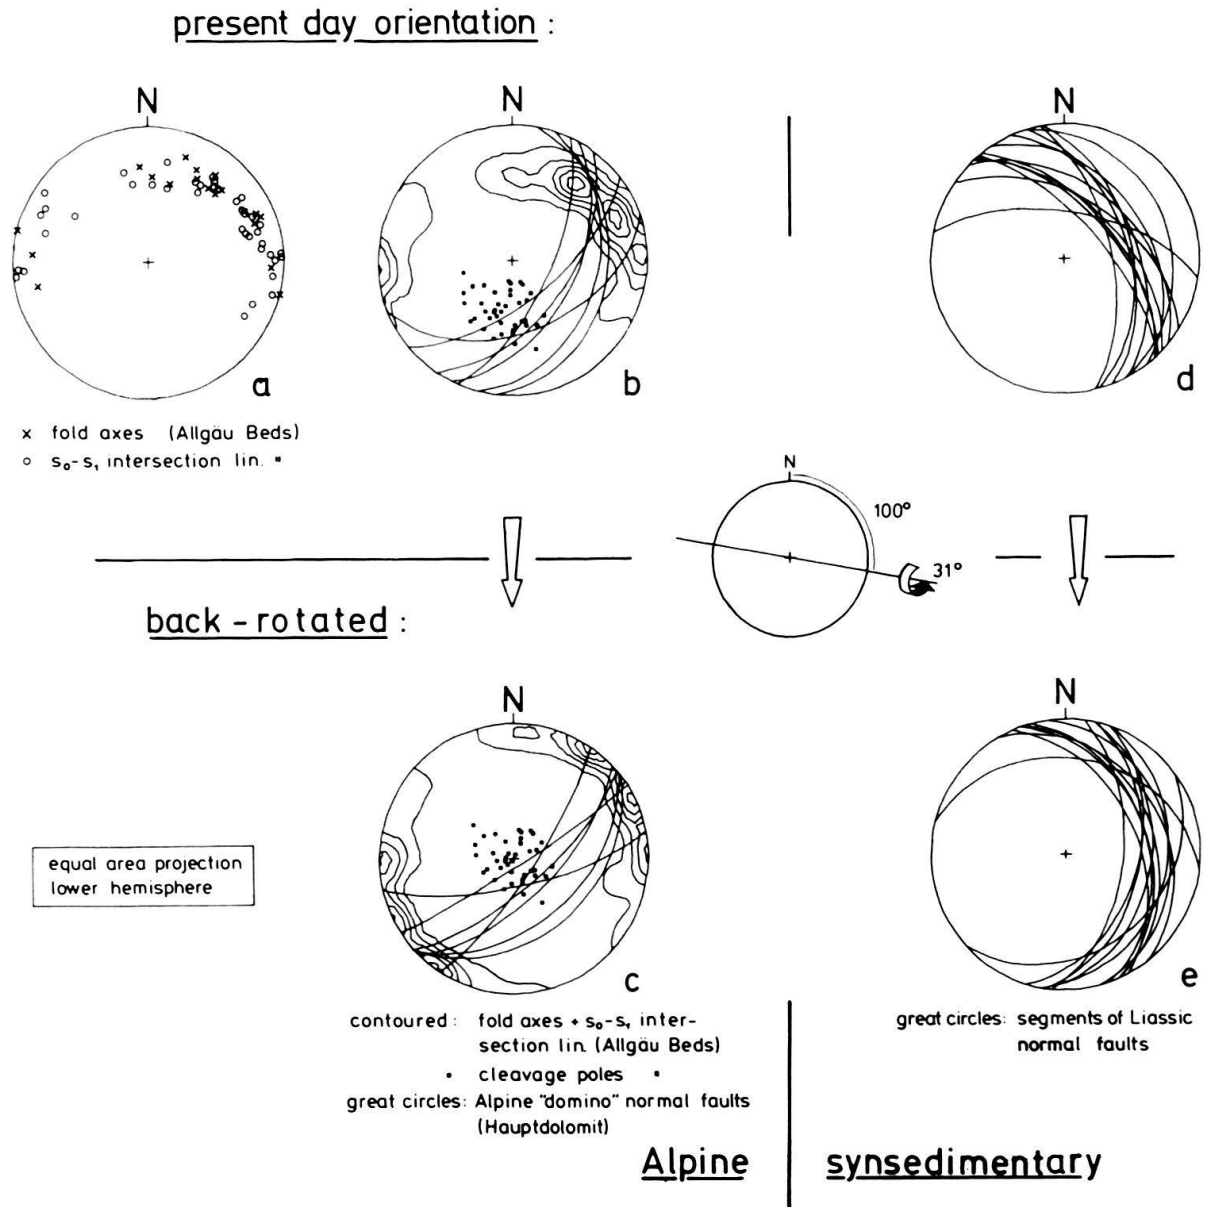 present day orientation :
N
N
N
a
b
d
x fold axes (Allgäu Beds)
o s₀-s₁ intersection lin. "
N
100°
31°
back-rotated :
N
N
equal area projection
lower hemisphere
c
e
contoured: fold axes + s₀-s₁ inter-
section lin. (Allgäu Beds)
• cleavage poles "
great circles: Alpine "domino" normal faults
(Hauptdolomit)
great circles: segments of Liassic
normal faults
Alpine
synsedimentary